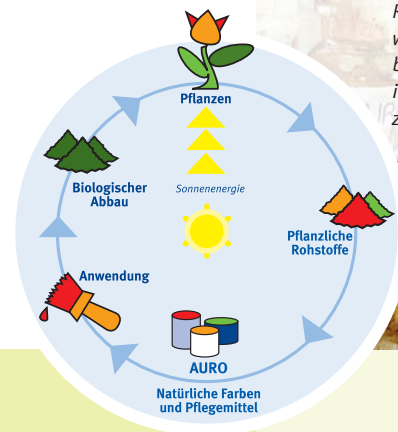 Pflanzen
Sonnenenergie
Pflanzliche
Rohstoffe
AURO
Natürliche Farben
und Pflegemittel
Anwendung
Biologischer
Abbau